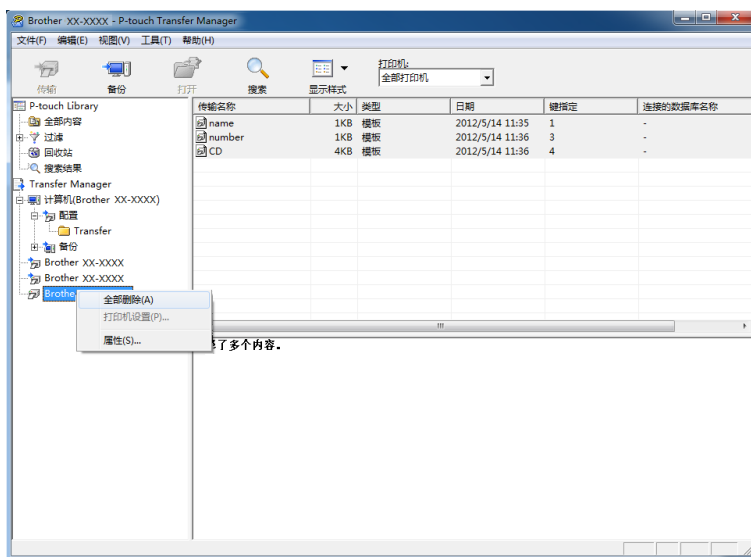 Brother XX-XXXX - P-touch Transfer Manager
文件(F) 编辑(E) 视图(V) 工具(T) 帮助(H)
传输 备份 打开 搜索 显示样式 打印机: 全部打印机
P-touch Library
全部内容
过滤
回收站
搜索结果
Transfer Manager
计算机(Brother XX-XXXX)
配置
Transfer
备份
Brother XX-XXXX
Brother XX-XXXX
Brothe
全部删除(A)
打印机设置(P)...
属性(S)...
传输名称 大小 类型 日期 键指定 连接的数据库名称
name 1KB 模板 2012/5/14 11:35 1 -
number 1KB 模板 2012/5/14 11:36 3 -
CD 4KB 模板 2012/5/14 11:36 4 -
了多个内容。